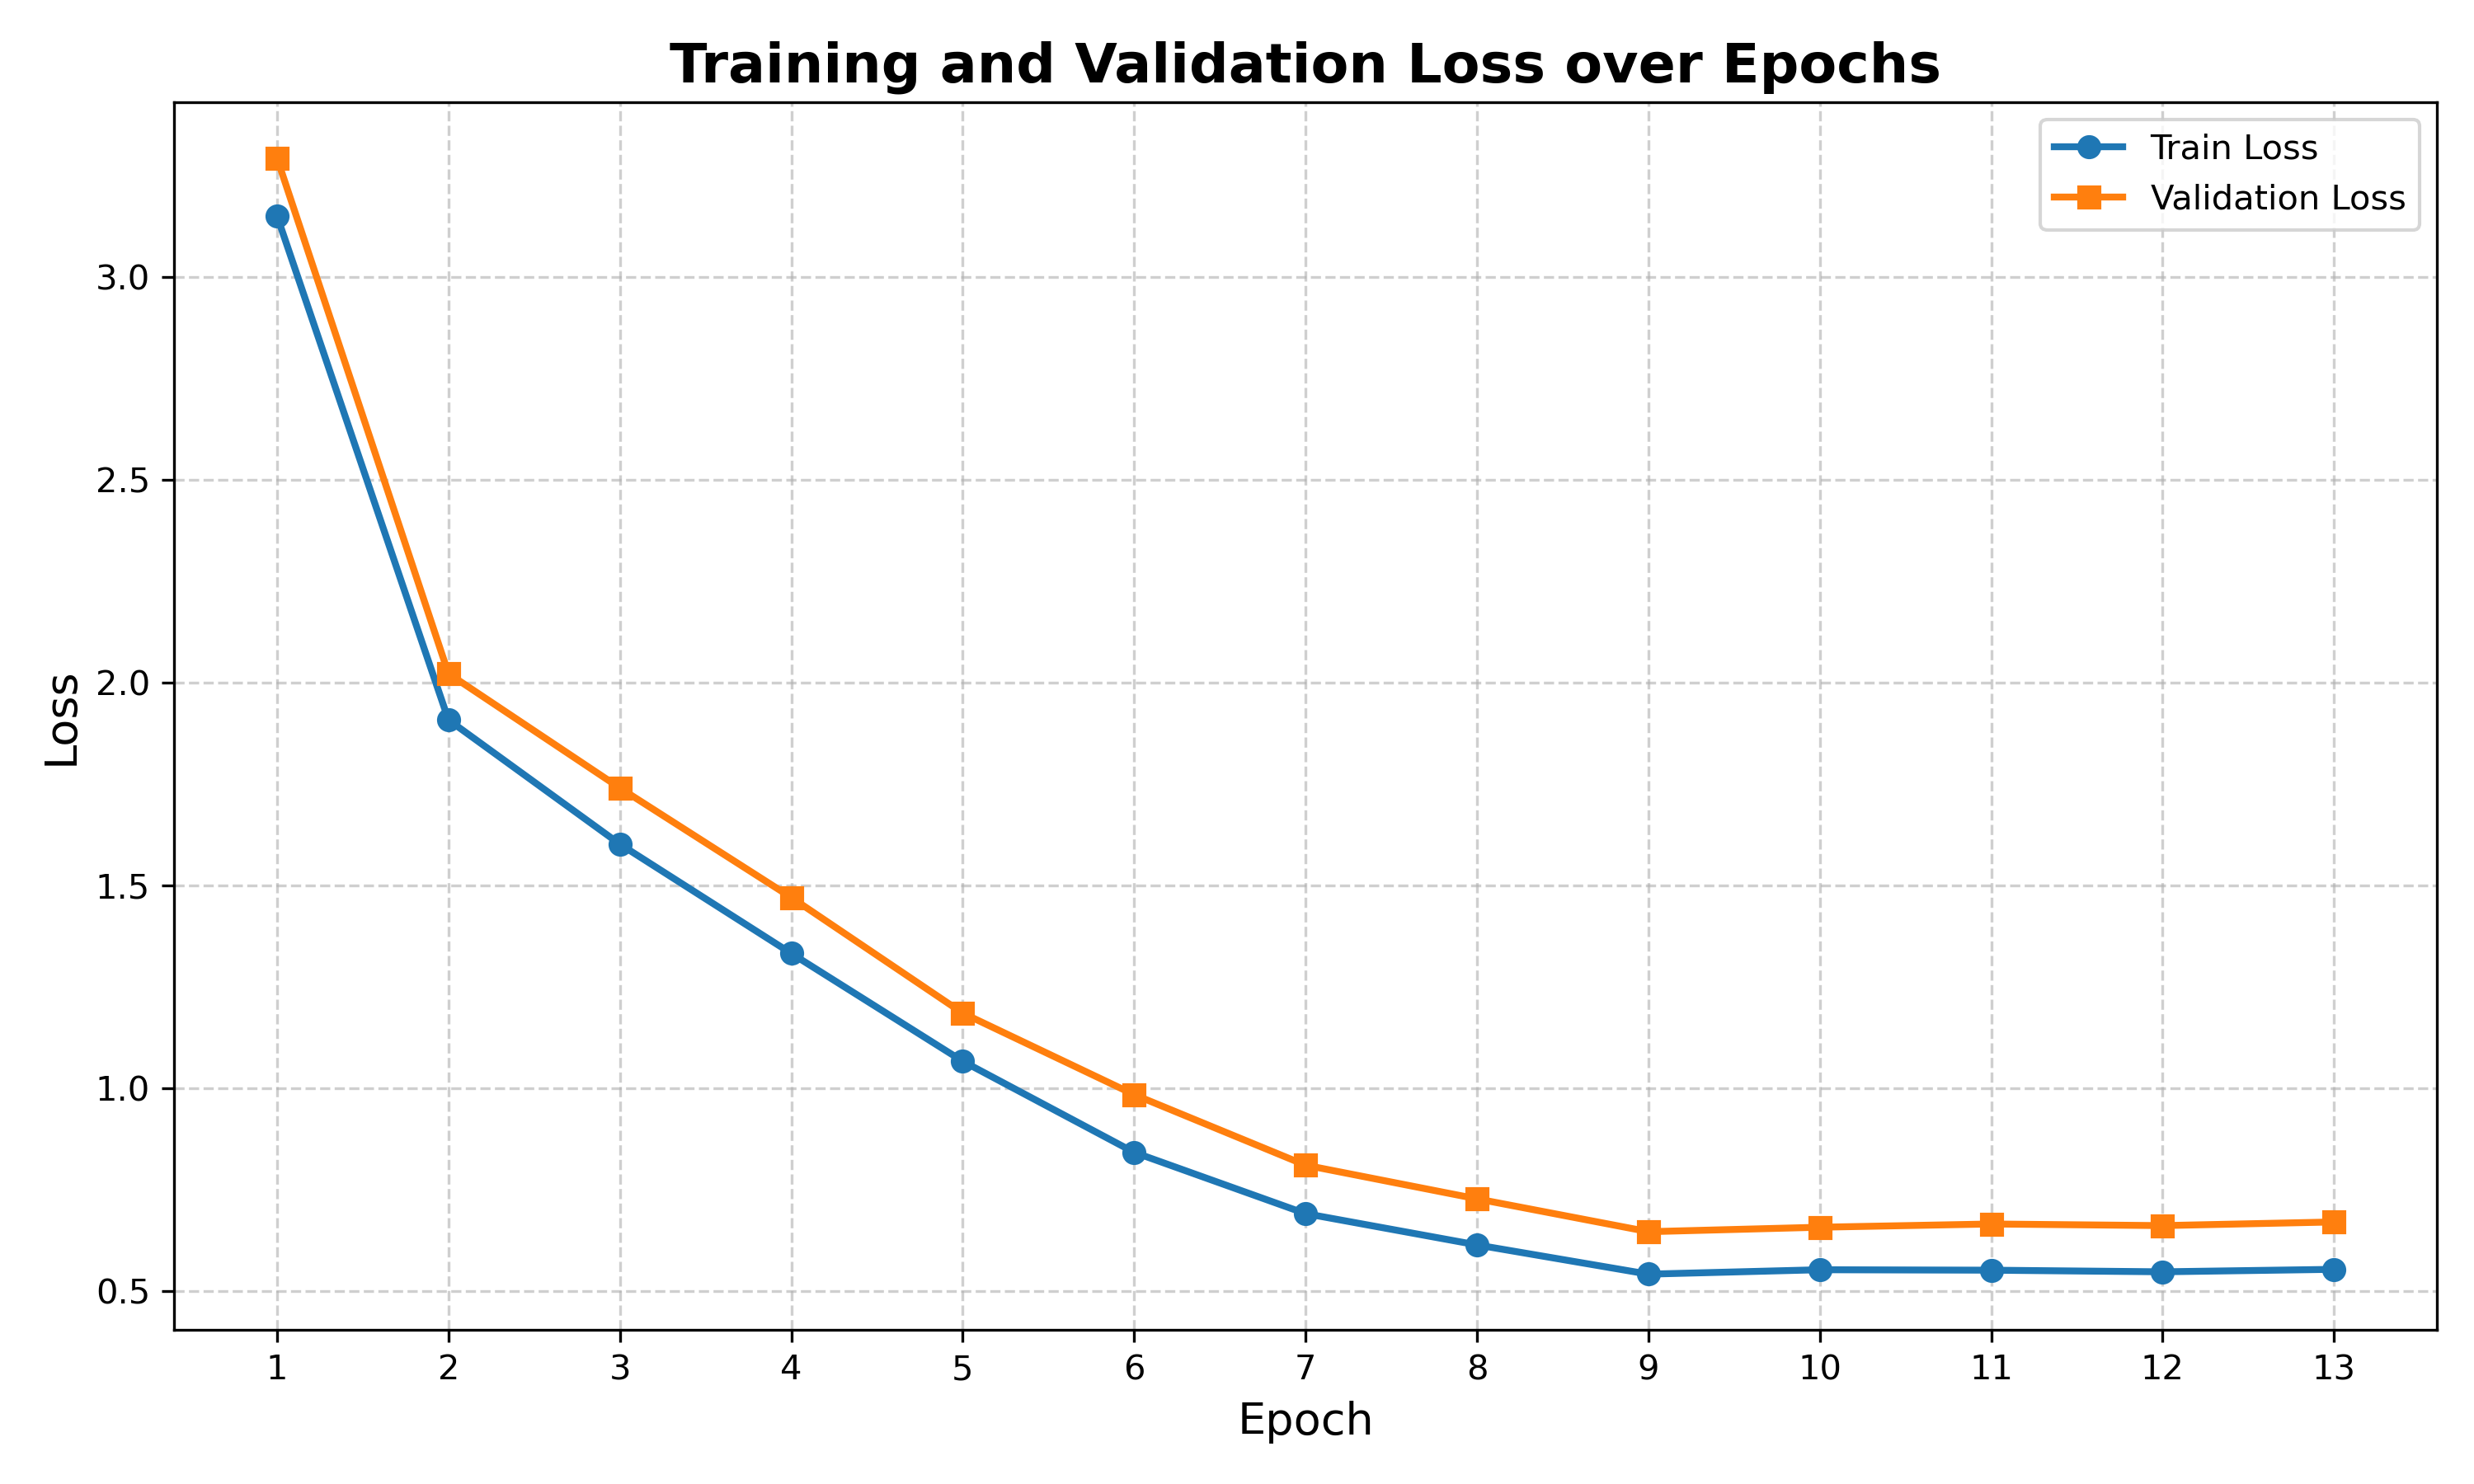 Training and Validation Loss over Epochs
Train Loss
Validation Loss
3.0
2.5
2.0
1.5
1.0
0.5
Loss
1 2 3 4 5 6 7 8 9 10 11 12 13
Epoch